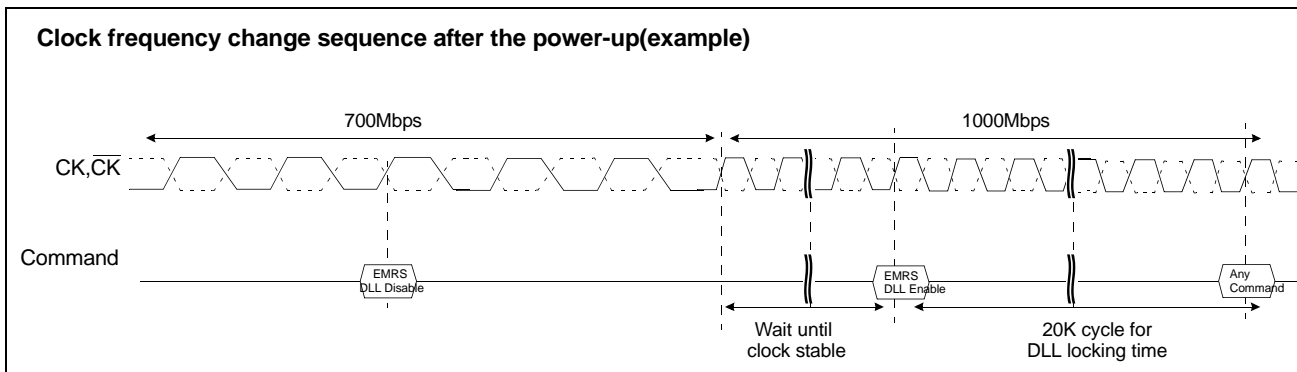 Clock frequency change sequence after the power-up(example)
700Mbps
1000Mbps
CK,C̅K̅
Command
EMRS
DLL Disable
EMRS
DLL Enable
Any
Command
Wait until
clock stable
20K cycle for
DLL locking time